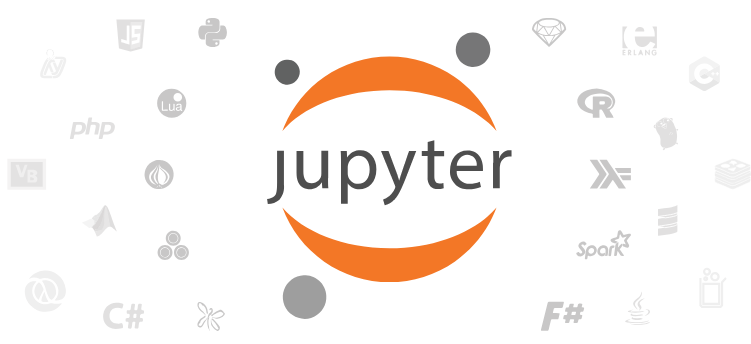 JS
ERLANG
C++
Lua
R
php
jupyter
VB
Spark
C#
F#